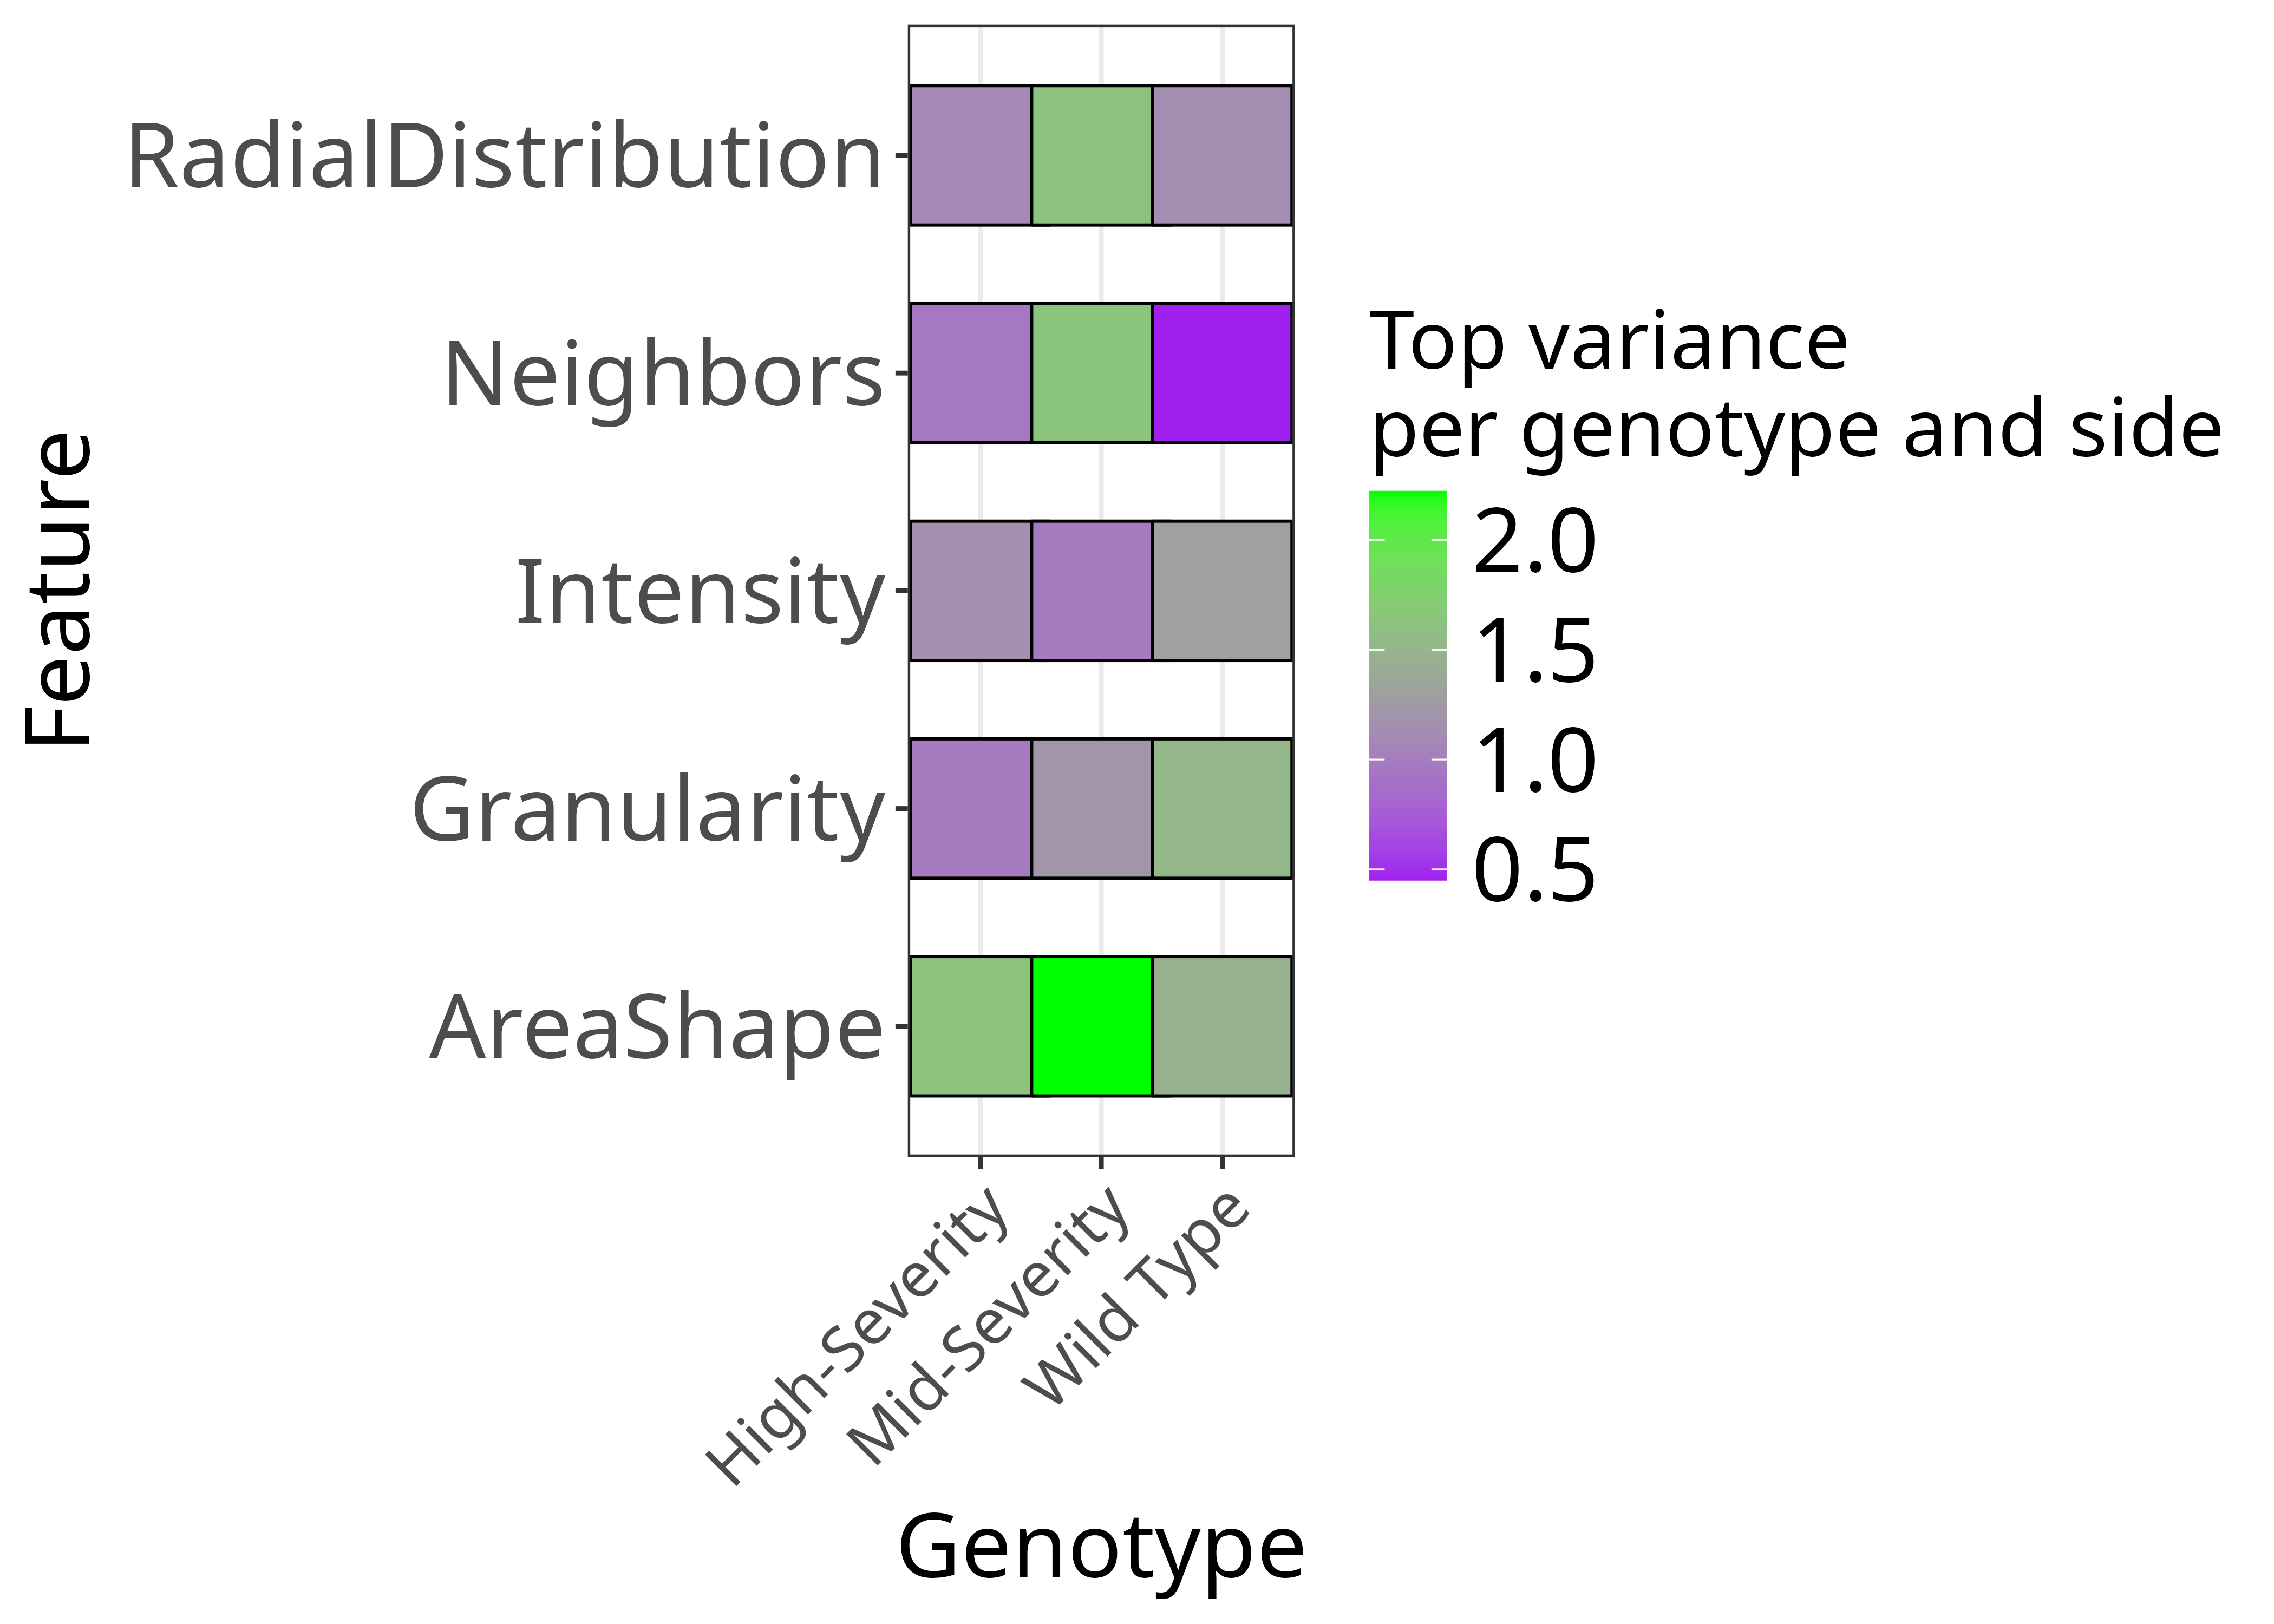 RadialDistribution
Neighbors
Intensity
Granularity
AreaShape
Feature
High-Severity
Mid-Severity
Wild Type
Genotype
Top variance
per genotype and side
2.0
1.5
1.0
0.5